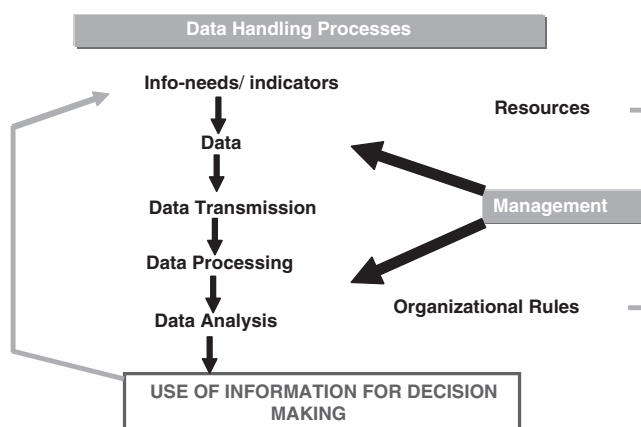 Data Handling Processes
Info-needs/ indicators
Resources
Data
Management
Data Transmission
Data Processing
Organizational Rules
Data Analysis
USE OF INFORMATION FOR DECISION
MAKING